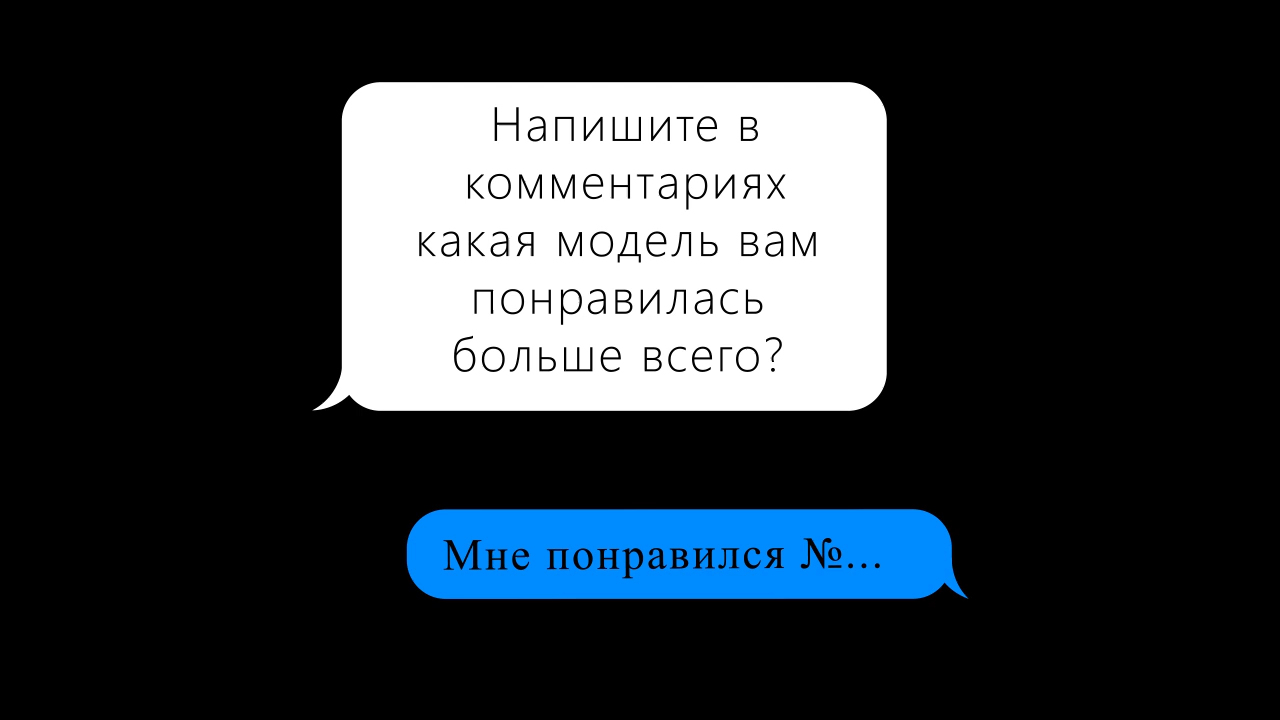 Напишите в
комментариях
какая модель вам
понравилась
больше всего?
Мне понравился №...